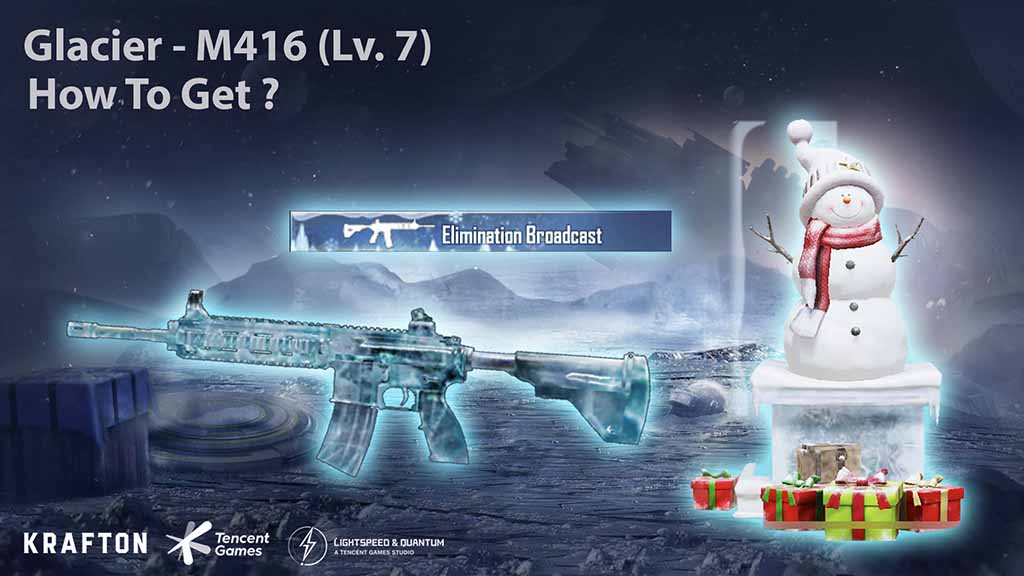 Glacier - M416 (Lv. 7)
How To Get ?
Elimination Broadcast
KRAFTON
Tencent
Games
LIGHTSPEED & QUANTUM
A TENCENT GAMES STUDIO